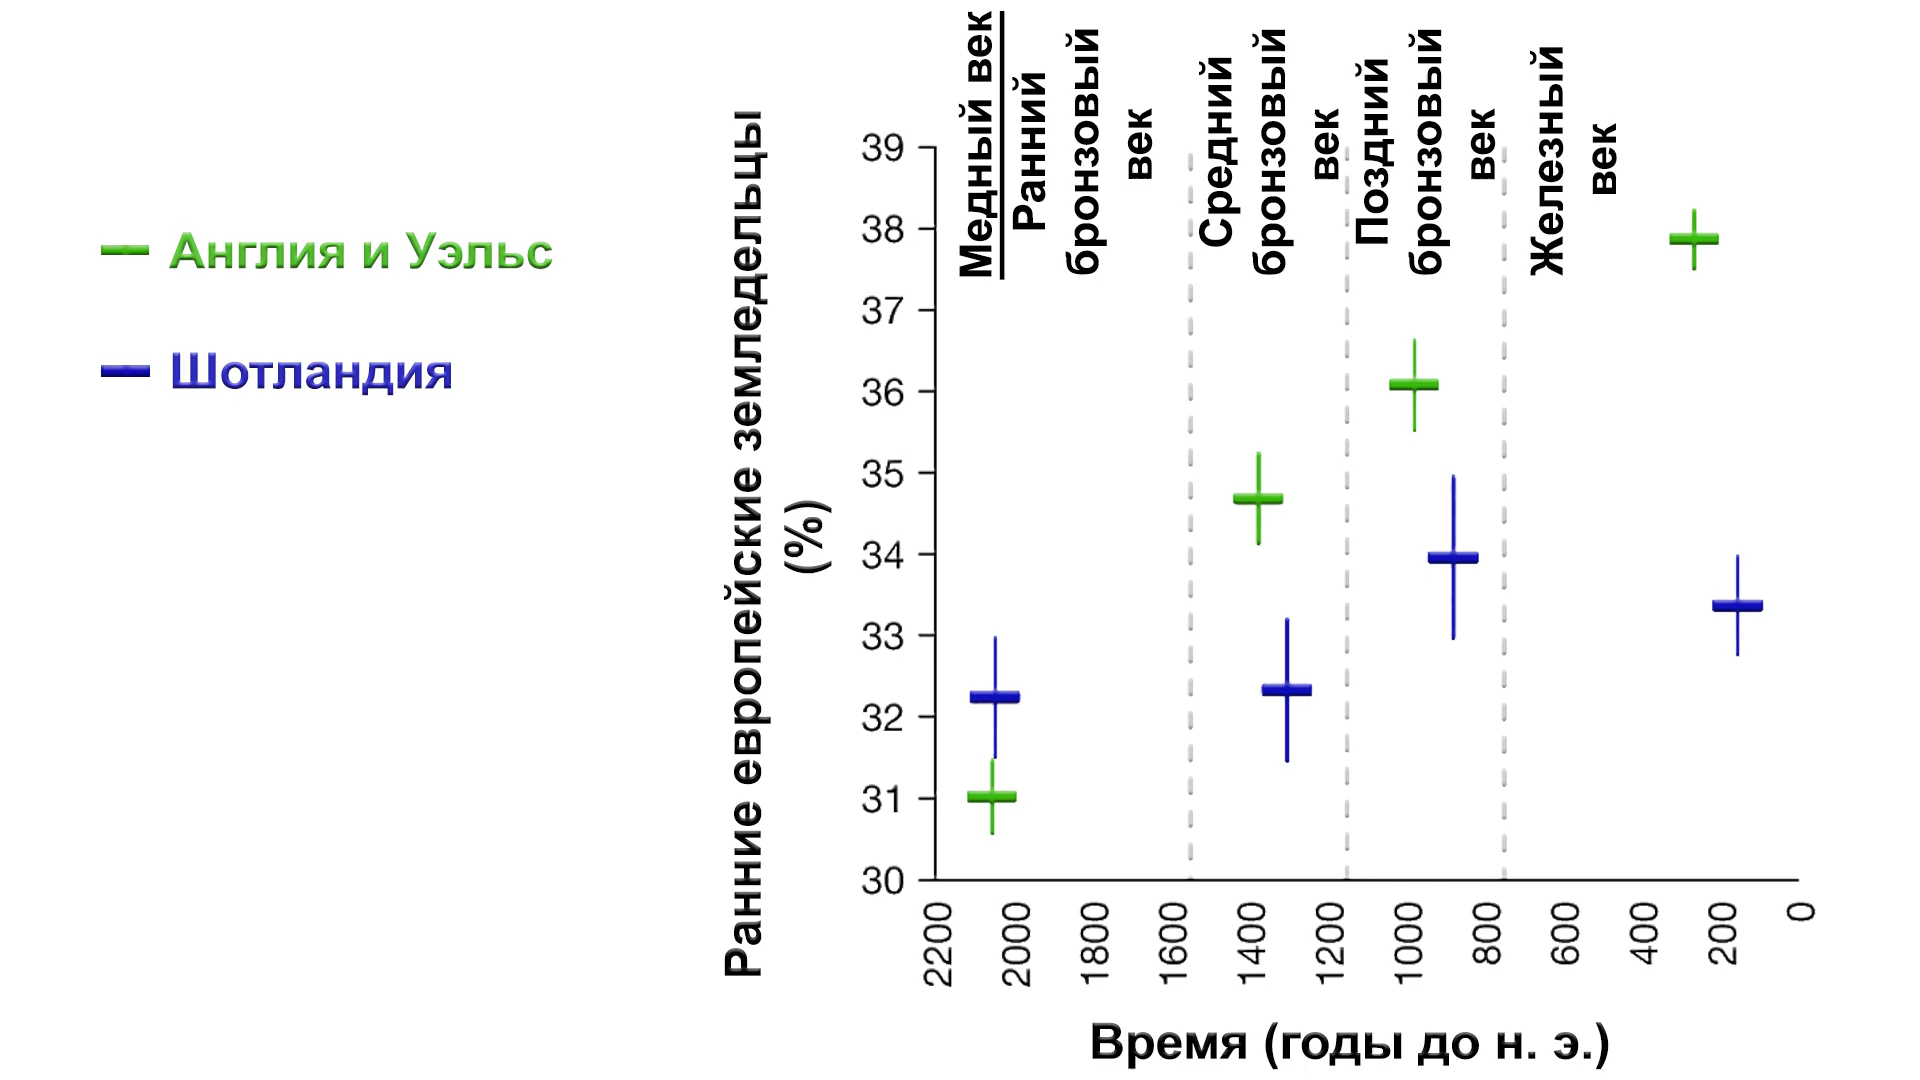 Англия и Уэльс
Шотландия
Ранние европейские земледельцы
(%)
39
38
37
36
35
34
33
32
31
30
Медный век
Ранний
бронзовый
век
Средний
бронзовый
век
Поздний
бронзовый
век
Железный
век
2200
2000
1800
1600
1400
1200
1000
800
600
400
200
0
Время (годы до н. э.)